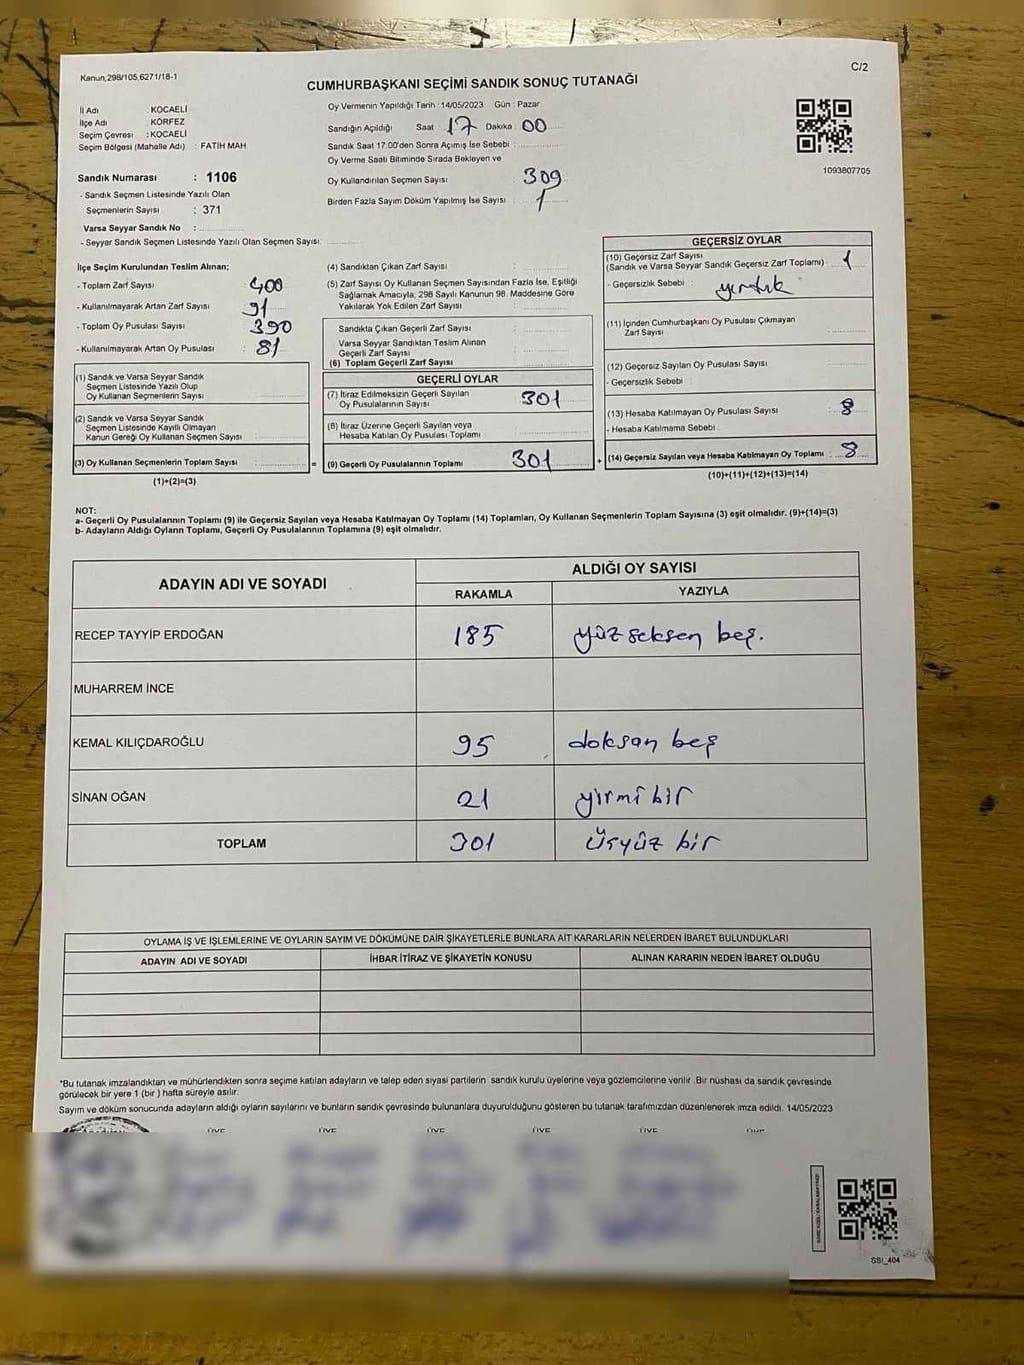 Kanun;298/105,6271/18-1
C/2
CUMHURBAŞKANI SEÇİMİ SANDIK SONUÇ TUTANAĞI
İl Adı : KOCAELİ
İlçe Adı : KÖRFEZ
Seçim Çevresi : KOCAELİ
Seçim Bölgesi (Mahalle Adı) : FATİH MAH.
Oy Vermenin Yapıldığı Tarih : 14/05/2023 Gün : Pazar
Sandığın Açıldığı Saat 17 Dakika : 00
Sandık Saat 17.00'den Sonra Açımış İse Sebebi :
Oy Verme Saati Bitiminde Sırada Bekleyen ve
Oy Kullandırılan Seçmen Sayısı 309
Birden Fazla Sayım Döküm Yapılmış İse Sayısı : 1
1093807705
Sandık Numarası : 1106
- Sandık Seçmen Listesinde Yazılı Olan
Seçmenlerin Sayısı : 371
Varsa Seyyar Sandık No :
- Seyyar Sandık Seçmen Listesinde Yazılı Olan Seçmen Sayısı:
İlçe Seçim Kurulundan Teslim Alınan;
- Toplam Zarf Sayısı : 400
- Kullanılmayarak Artan Zarf Sayısı : 91
- Toplam Oy Pusulası Sayısı : 390
- Kullanılmayarak Artan Oy Pusulası : 81
(1) Sandık ve Varsa Seyyar Sandık
Seçmen Listesinde Yazılı Olup
Oy Kullanan Seçmenlerin Sayısı :
(2) Sandık ve Varsa Seyyar Sandık
Seçmen Listesinde Kayıtlı Olmayan
Kanun Gereği Oy Kullanan Seçmen Sayısı :
(3) Oy Kullanan Seçmenlerin Toplam Sayısı :
(1)+(2)=(3)
(4) Sandıktan Çıkan Zarf Sayısı :
(5) Zarf Sayısı Oy Kullanan Seçmen Sayısından Fazla İse, Eşitliği
Sağlamak Amacıyla; 298 Sayılı Kanunun 98. Maddesine Göre
Yakılarak Yok Edilen Zarf Sayısı :
Sandıkta Çıkan Geçerli Zarf Sayısı :
Varsa Seyyar Sandıktan Teslim Alınan
Geçerli Zarf Sayısı :
(6) Toplam Geçerli Zarf Sayısı
GEÇERLİ OYLAR
(7) İtiraz Edilmeksizin Geçerli Sayılan
Oy Pusulalarının Sayısı : 301
(8) İtiraz Üzerine Geçerli Sayılan veya
Hesaba Katılan Oy Pusulası Toplamı :
= (9) Geçerli Oy Pusulalarının Toplamı 301
GEÇERSİZ OYLAR
(10) Geçersiz Zarf Sayısı
(Sandık ve Varsa Seyyar Sandık Geçersiz Zarf Toplamı) : 1
- Geçersizlik Sebebi : yırtık
(11) İçinden Cumhurbaşkanı Oy Pusulası Çıkmayan
Zarf Sayısı
(12) Geçersiz Sayılan Oy Pusulası Sayısı :
- Geçersizlik Sebebi :
(13) Hesaba Katılmayan Oy Pusulası Sayısı : 8
- Hesaba Katılmama Sebebi :
+ (14) Geçersiz Sayılan veya Hesaba Katılmayan Oy Toplamı : 8
(10)+(11)+(12)+(13)=(14)
NOT:
a- Geçerli Oy Pusulalarının Toplamı (9) ile Geçersiz Sayılan veya Hesaba Katılmayan Oy Toplamı (14) Toplamları, Oy Kullanan Seçmenlerin Toplam Sayısına (3) eşit olmalıdır. (9)+(14)=(3)
b- Adayların Aldığı Oyların Toplamı, Geçerli Oy Pusulalarının Toplamına (9) eşit olmalıdır.
ADAYIN ADI VE SOYADI
ALDIĞI OY SAYISI
RAKAMLA YAZIYLA
RECEP TAYYİP ERDOĞAN 185 yüz seksen beş.
MUHARREM İNCE
KEMAL KILIÇDAROĞLU 95 doksan beş
SİNAN OĞAN 21 yirmi bir
TOPLAM 301 üçyüz bir
OYLAMA İŞ VE İŞLEMLERİNE VE OYLARIN SAYIM VE DÖKÜMÜNE DAİR ŞİKAYETLERLE BUNLARA AİT KARARLARIN NELERDEN İBARET BULUNDUKLARI
ADAYIN ADI VE SOYADI İHBAR İTİRAZ VE ŞİKAYETİN KONUSU ALINAN KARARIN NEDEN İBARET OLDUĞU
*Bu tutanak imzalandıktan ve mühürlendikten sonra seçime katılan adayların ve talep eden siyasi partilerin sandık kurulu üyelerine veya gözlemcilerine verilir .Bir nüshası da sandık çevresinde
görülecek bir yere 1 (bir ) hafta süreyle asılır.
Sayım ve döküm sonucunda adayların aldığı oyların sayılarını ve bunların sandık çevresinde bulunanlara duyurulduğunu gösteren bu tutanak tarafımızdan düzenlenerek imza edildi. 14/05/2023
ÜYE ÜYE ÜYE ÜYE ÜYE ÜYE
SSI_404